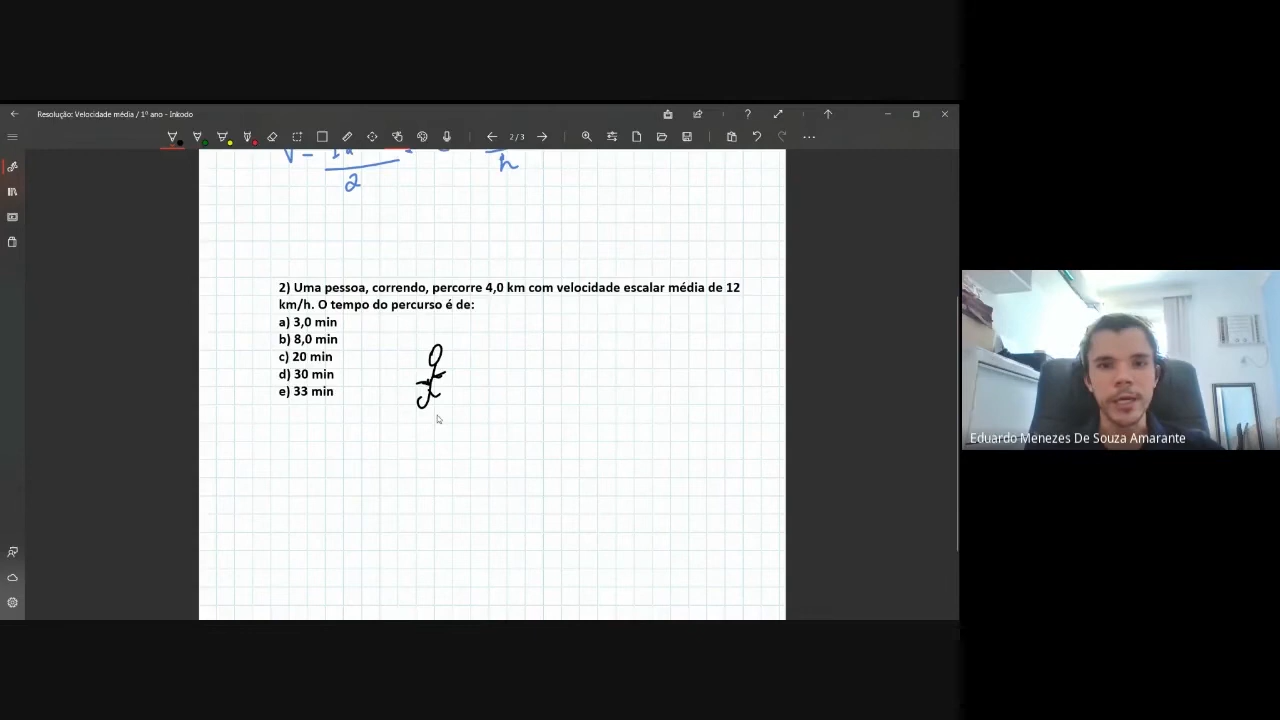 Resolução: Velocidade média / 1º ano - Inkodo
2/3
2
h
2) Uma pessoa, correndo, percorre 4,0 km com velocidade escalar média de 12
km/h. O tempo do percurso é de:
a) 3,0 min
b) 8,0 min
c) 20 min
d) 30 min
e) 33 min
Eduardo Menezes De Souza Amarante